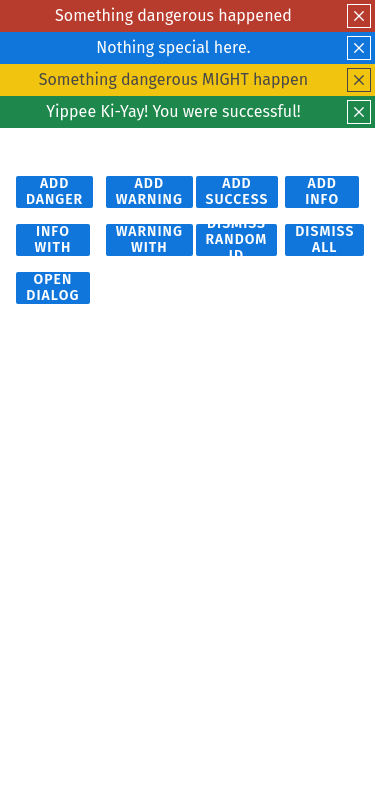 Something dangerous happened
Nothing special here.
Something dangerous MIGHT happen
Yippee Ki-Yay! You were successful!
ADD
DANGER
ADD
WARNING
ADD
SUCCESS
ADD
INFO
INFO
WITH
WARNING
WITH
DISMISS
RANDOM
ID
DISMISS
ALL
OPEN
DIALOG